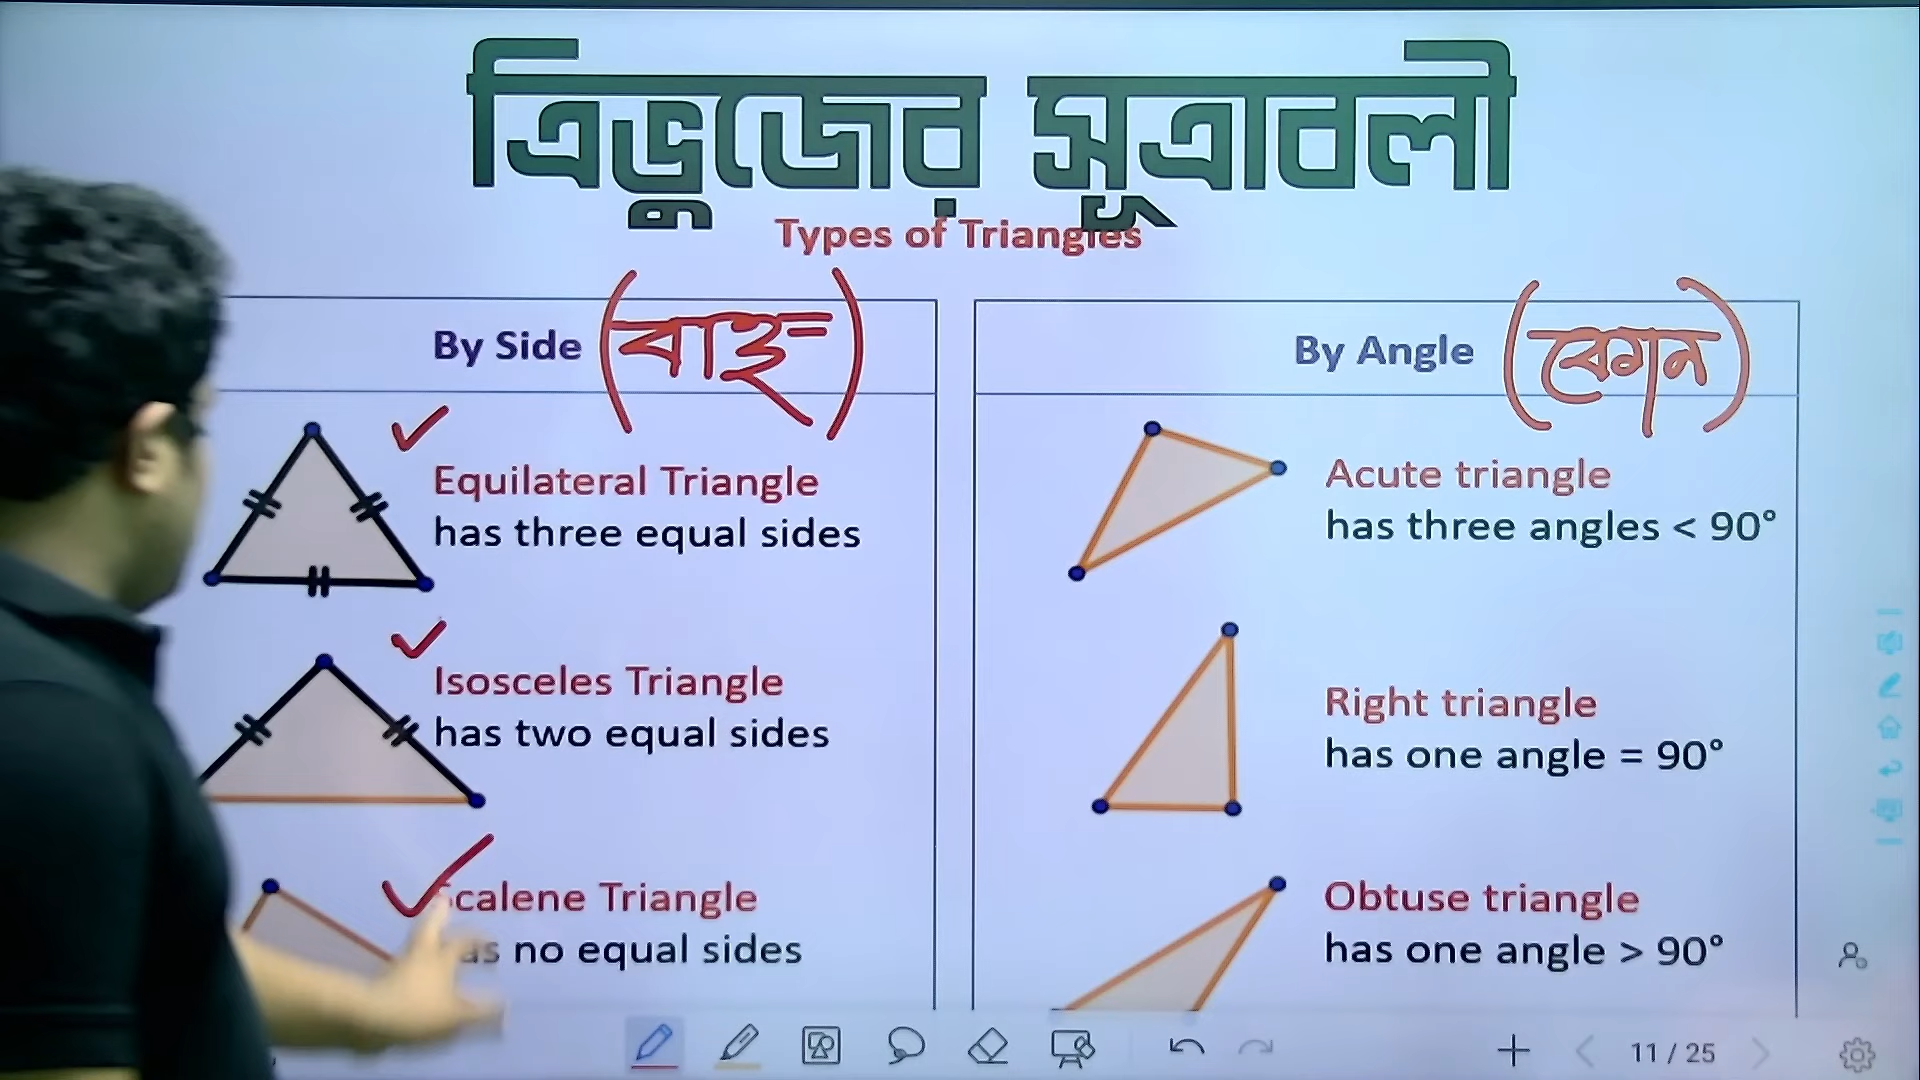 ত্রিভুজের সূত্রাবলী
Types of Triangles
By Side (বাহু)
Equilateral Triangle
has three equal sides
Isosceles Triangle
has two equal sides
Scalene Triangle
has no equal sides
By Angle (কোন)
Acute triangle
has three angles < 90°
Right triangle
has one angle = 90°
Obtuse triangle
has one angle > 90°
11 / 25